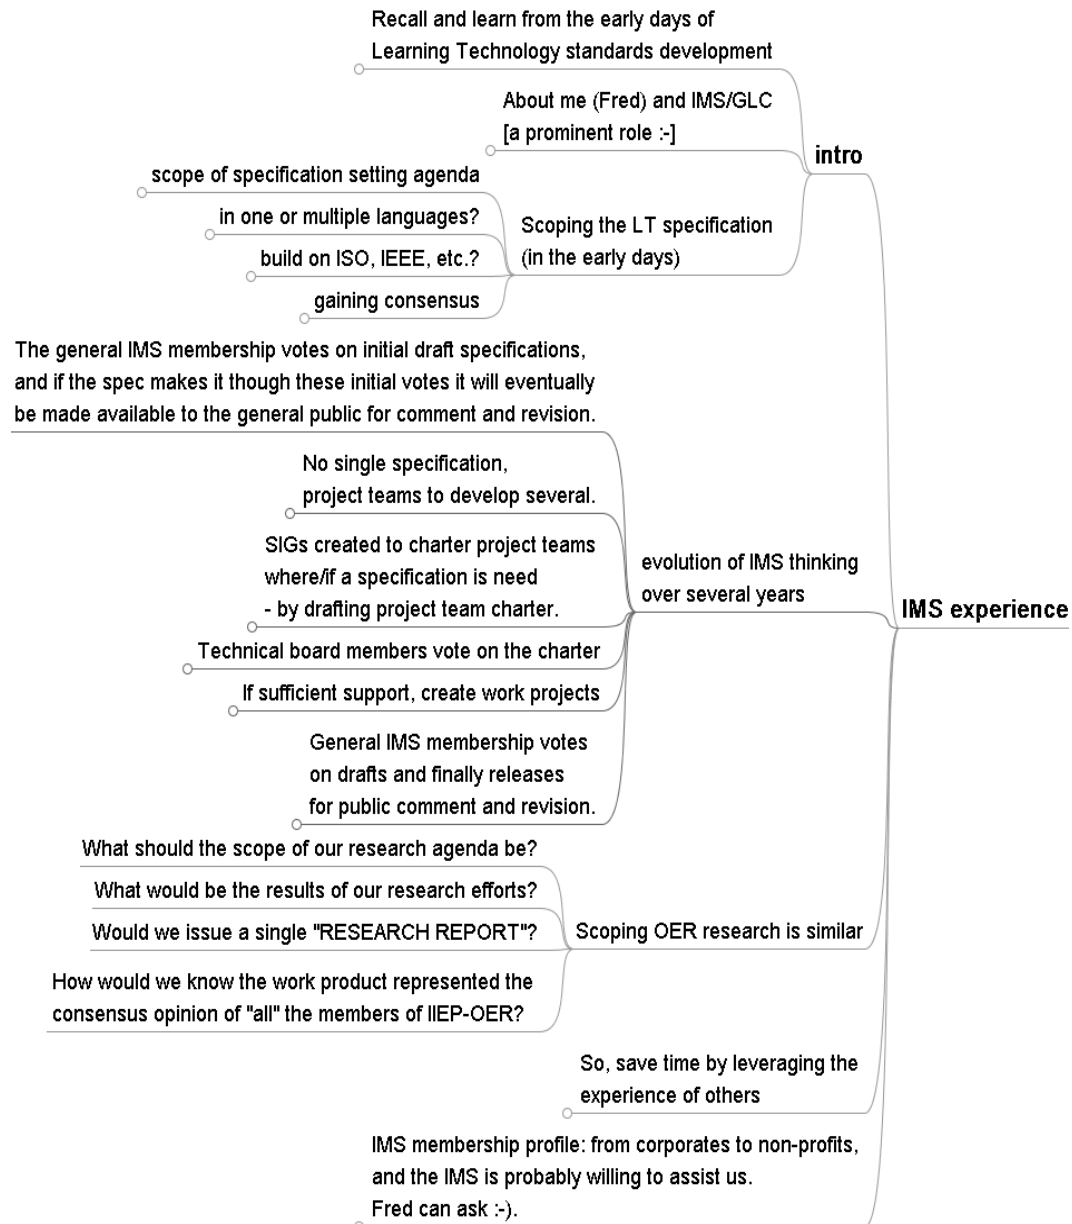 Recall and learn from the early days of
Learning Technology standards development
About me (Fred) and IMS/GLC
[a prominent role :-]
intro
scope of specification setting agenda
in one or multiple languages?
build on ISO, IEEE, etc.?
gaining consensus
Scoping the LT specification
(in the early days)
The general IMS membership votes on initial draft specifications,
and if the spec makes it though these initial votes it will eventually
be made available to the general public for comment and revision.
No single specification,
project teams to develop several.
SIGs created to charter project teams
where/if a specification is need
- by drafting project team charter.
Technical board members vote on the charter
If sufficient support, create work projects
General IMS membership votes
on drafts and finally releases
for public comment and revision.
evolution of IMS thinking
over several years
IMS experience
What should the scope of our research agenda be?
What would be the results of our research efforts?
Would we issue a single "RESEARCH REPORT"?
How would we know the work product represented the
consensus opinion of "all" the members of IIEP-OER?
Scoping OER research is similar
So, save time by leveraging the
experience of others
IMS membership profile: from corporates to non-profits,
and the IMS is probably willing to assist us.
Fred can ask :-).